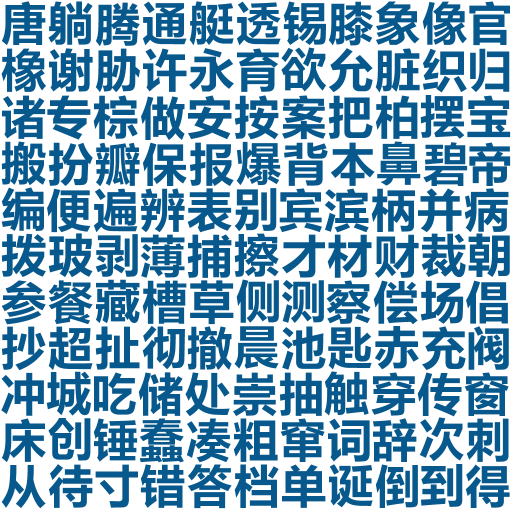 唐躺腾通艇透锡膝象像官
橡谢胁许永育欲允脏织归
诸专棕做安按案把柏摆宝
搬扮瓣保报爆背本鼻碧帝
编便遍辨表别宾滨柄并病
拨玻剥薄捕擦才材财裁朝
参餐藏槽草侧测察偿场倡
抄超扯彻撤晨池匙赤充阀
冲城吃储处崇抽触穿传窗
床创锤蠢凑粗窜词辞次刺
从待寸错答档单诞倒到得